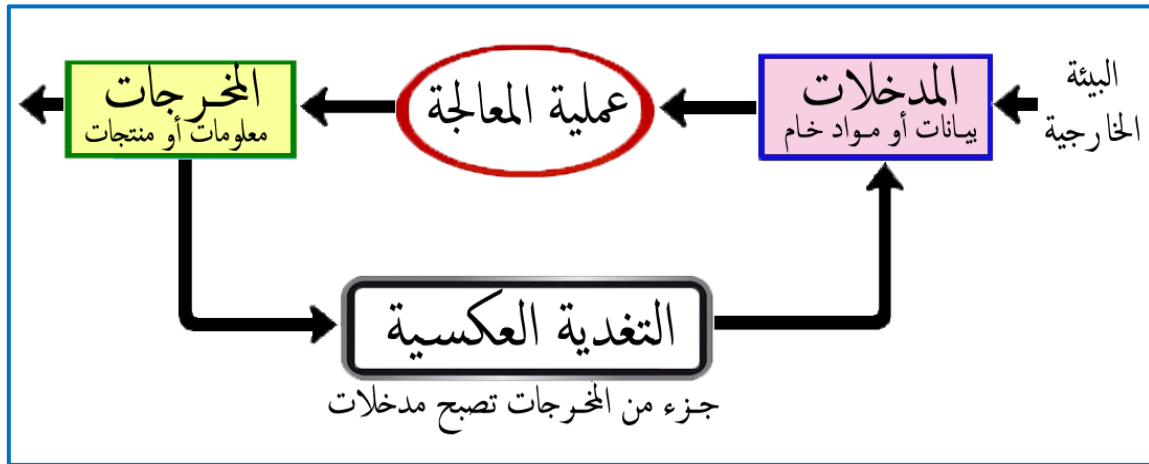 البيئة
الخارجية
المدخلات
بيانات أو مواد خام
عملية المعالجة
المخرجات
معلومات أو منتجات
التغدية العكسية
جزء من المخرجات تصبح مدخلات